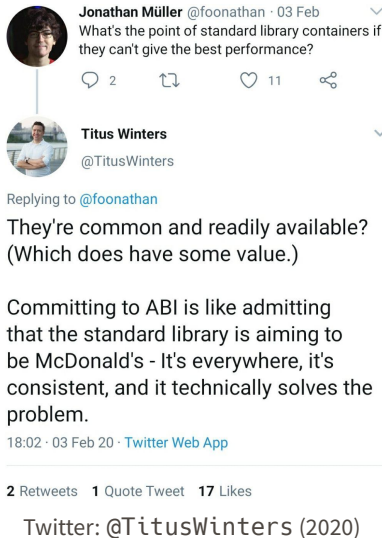 Jonathan Müller @foonathan · 03 Feb
What's the point of standard library containers if
they can't give the best performance?
2 11
Titus Winters
@TitusWinters
Replying to @foonathan
They're common and readily available?
(Which does have some value.)
Committing to ABI is like admitting
that the standard library is aiming to
be McDonald's - It's everywhere, it's
consistent, and it technically solves the
problem.
18:02 · 03 Feb 20 · Twitter Web App
2 Retweets 1 Quote Tweet 17 Likes
Twitter: @TitusWinters (2020)